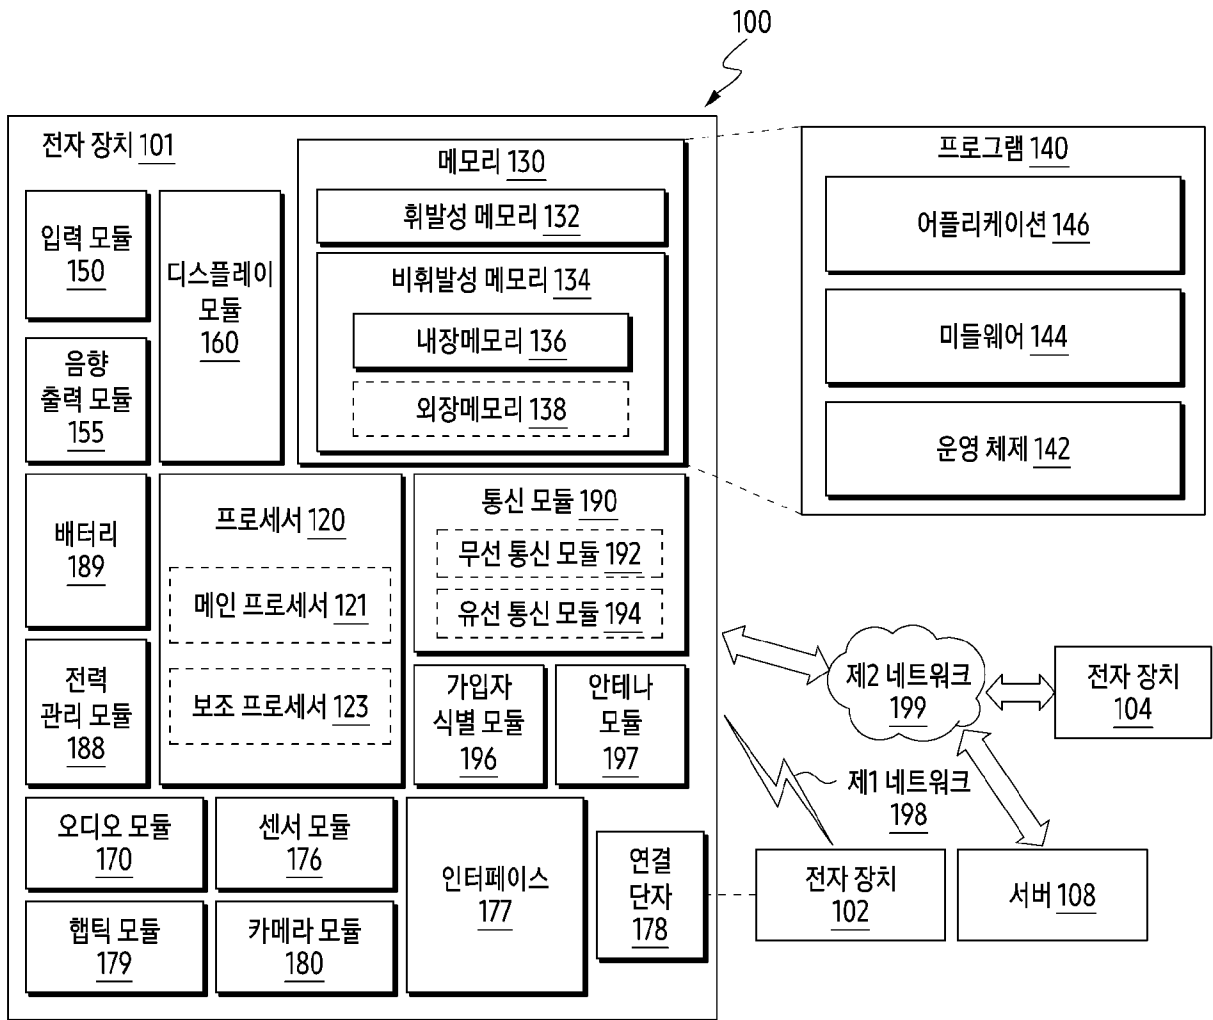 100
전자 장치 101
입력 모듈
150
디스플레이
모듈
160
음향
출력 모듈
155
메모리 130
휘발성 메모리 132
비휘발성 메모리 134
내장메모리 136
외장메모리 138
프로그램 140
어플리케이션 146
미들웨어 144
운영 체제 142
배터리
189
프로세서 120
메인 프로세서 121
보조 프로세서 123
통신 모듈 190
무선 통신 모듈 192
유선 통신 모듈 194
전력
관리 모듈
188
가입자
식별 모듈
196
안테나
모듈
197
제2 네트워크
199
전자 장치
104
제1 네트워크
198
오디오 모듈
170
센서 모듈
176
인터페이스
177
연결
단자
178
전자 장치
102
서버 108
햅틱 모듈
179
카메라 모듈
180